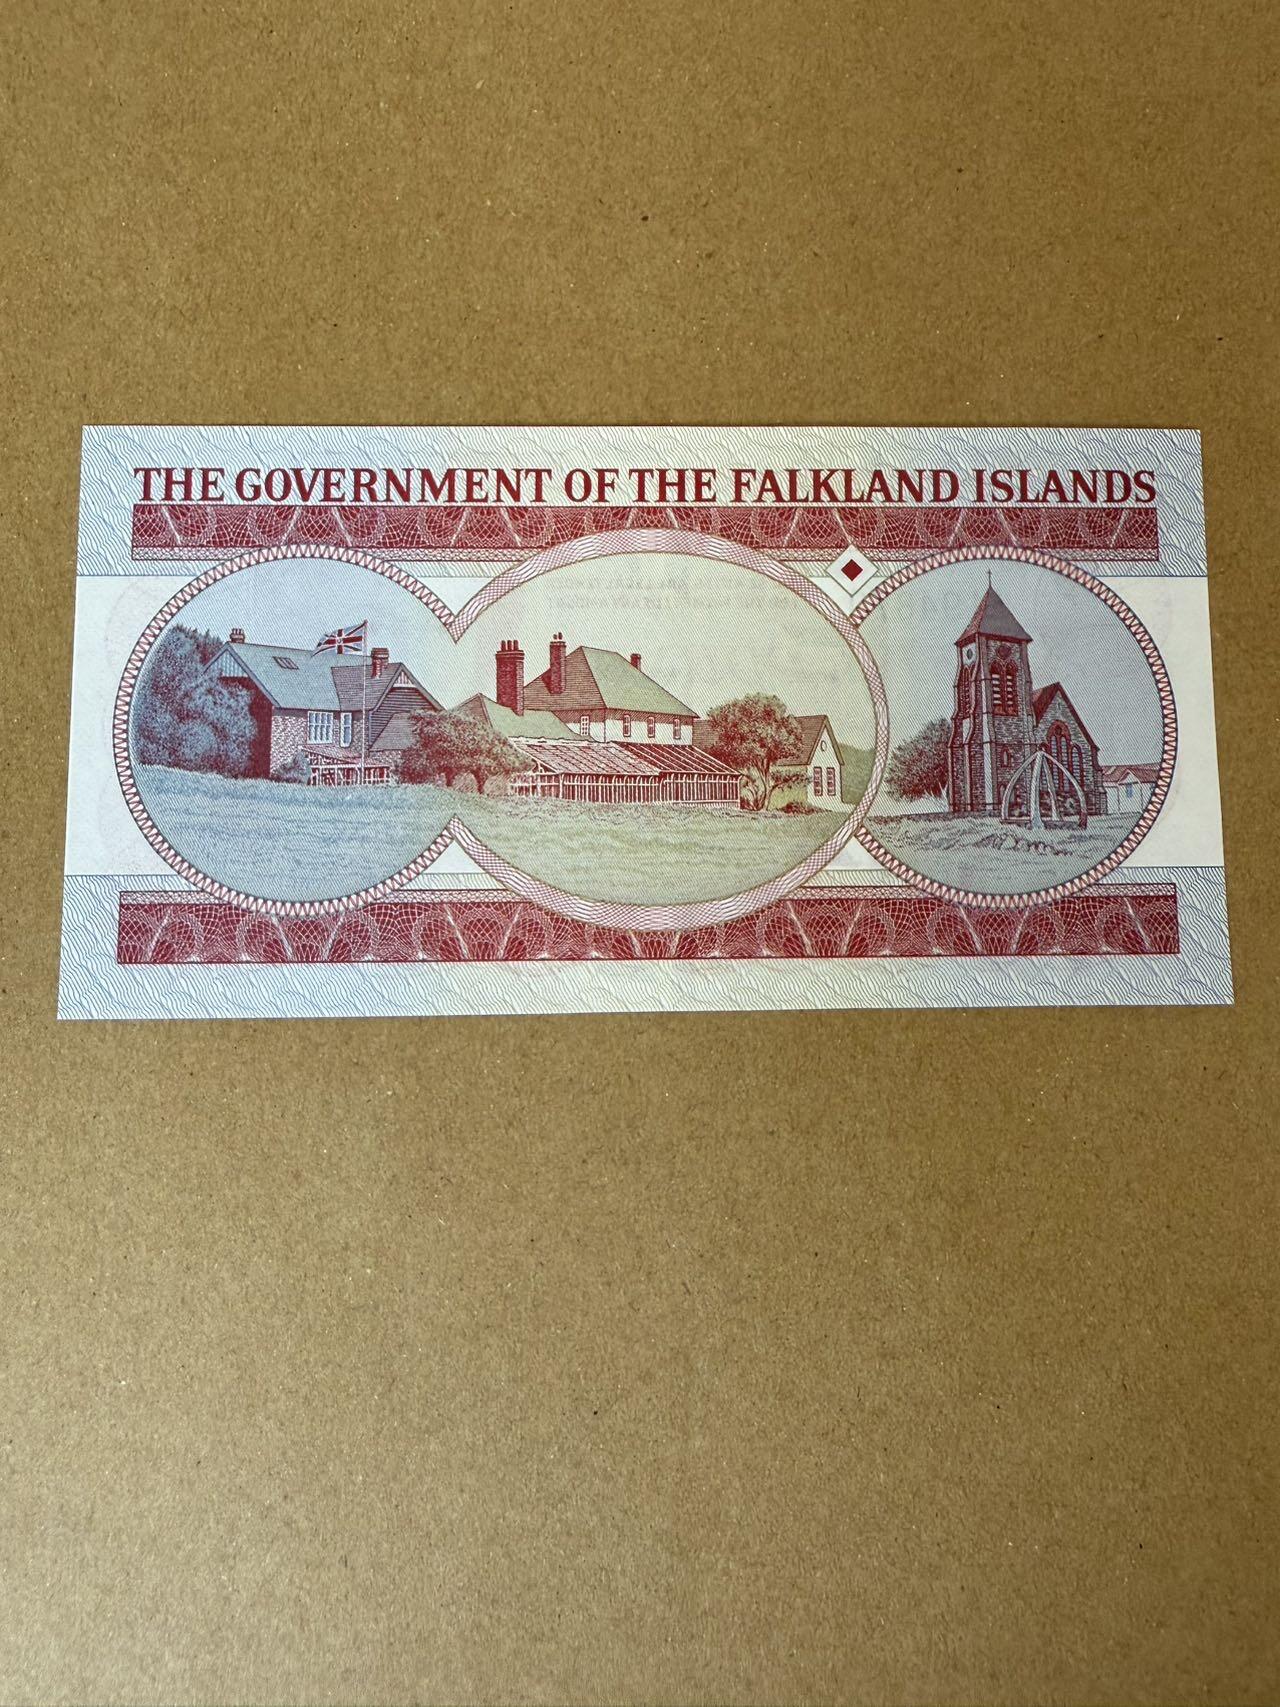 THE GOVERNMENT OF THE FALKLAND ISLANDS